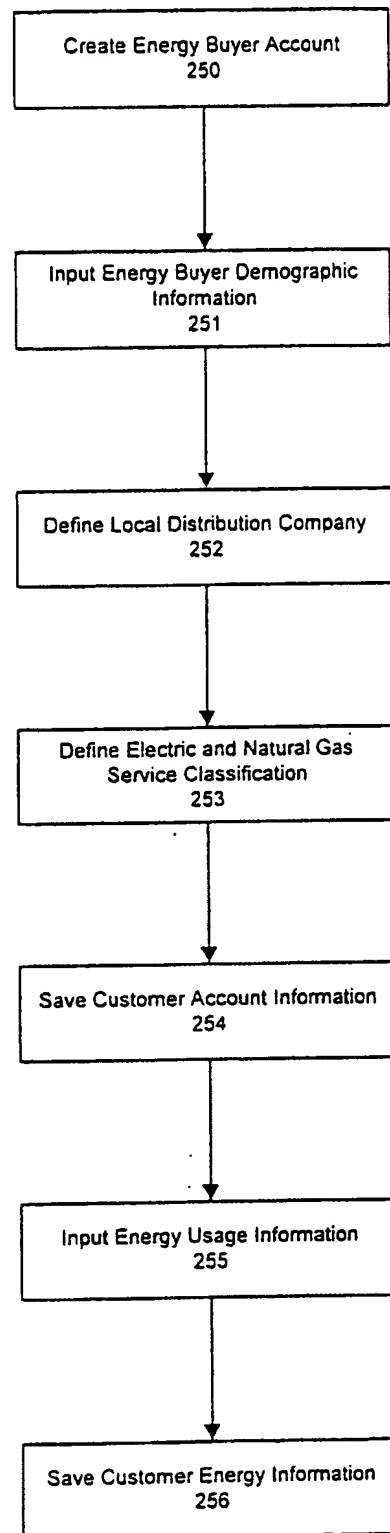 Create Energy Buyer Account
250
Input Energy Buyer Demographic
Information
251
Define Local Distribution Company
252
Define Electric and Natural Gas
Service Classification
253
Save Customer Account Information
254
Input Energy Usage Information
255
Save Customer Energy Information
256